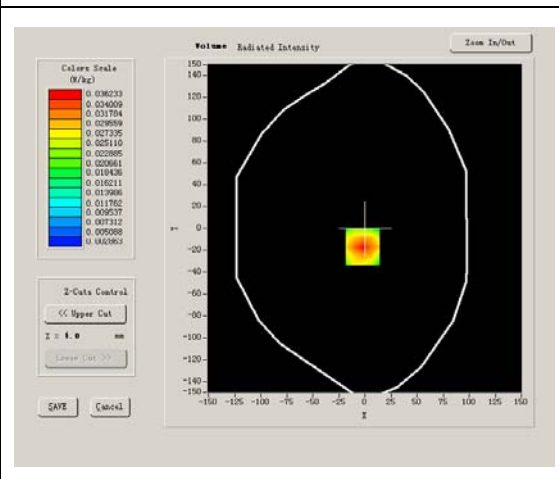 Volume Radiated Intensity
Zoom In/Out
Colors Scale
(W/kg)
0.036233
0.034009
0.031784
0.029559
0.027335
0.025110
0.022885
0.020661
0.018436
0.016211
0.013986
0.011762
0.009537
0.007312
0.005088
0.002863
150
140
120
100
80
60
40
20
0
-20
-40
-60
-80
-100
-120
-140
-150
Y
-150 -125 -100 -75 -50 -25 0 25 50 75 100 125 150
X
Z-Cuts Control
<< Upper Cut
Z = 4.0 mm
Lower Cut >>
SAVE
Cancel